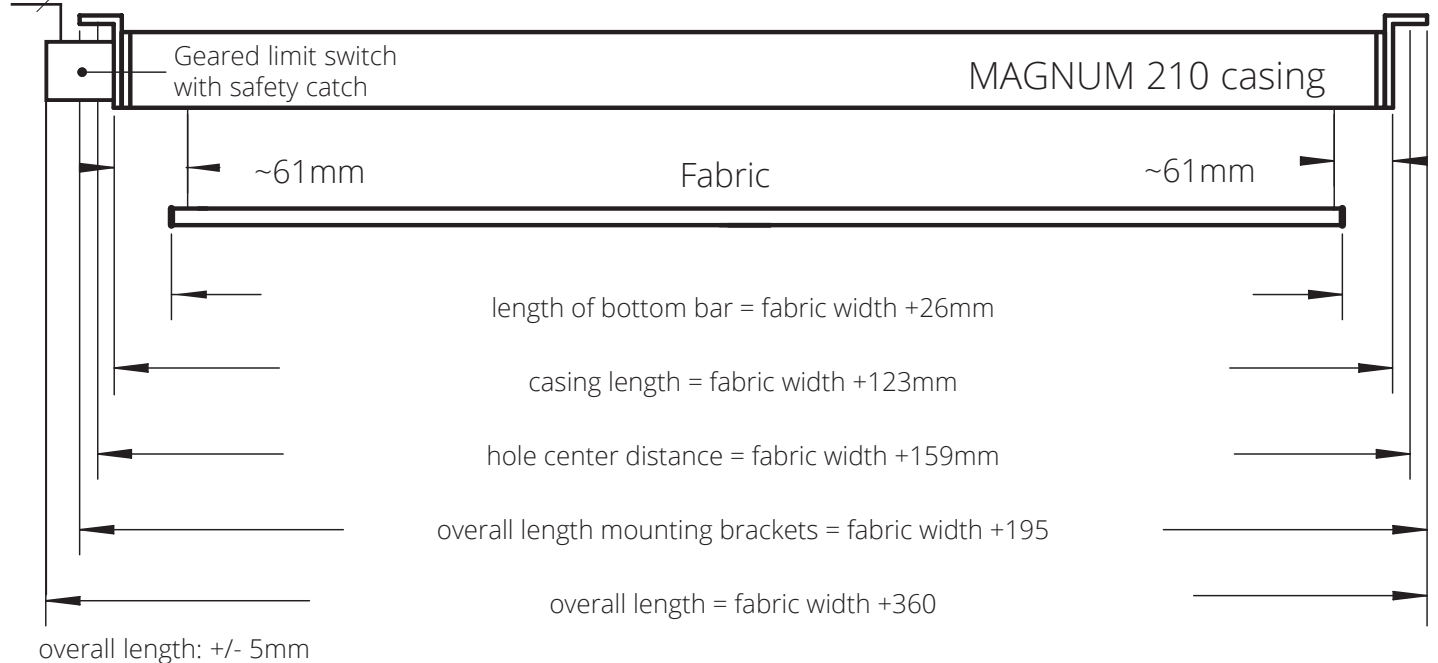 Geared limit switch
with safety catch
MAGNUM 210 casing
~61mm
Fabric
~61mm
length of bottom bar = fabric width +26mm
casing length = fabric width +123mm
hole center distance = fabric width +159mm
overall length mounting brackets = fabric width +195
overall length = fabric width +360
overall length: +/- 5mm